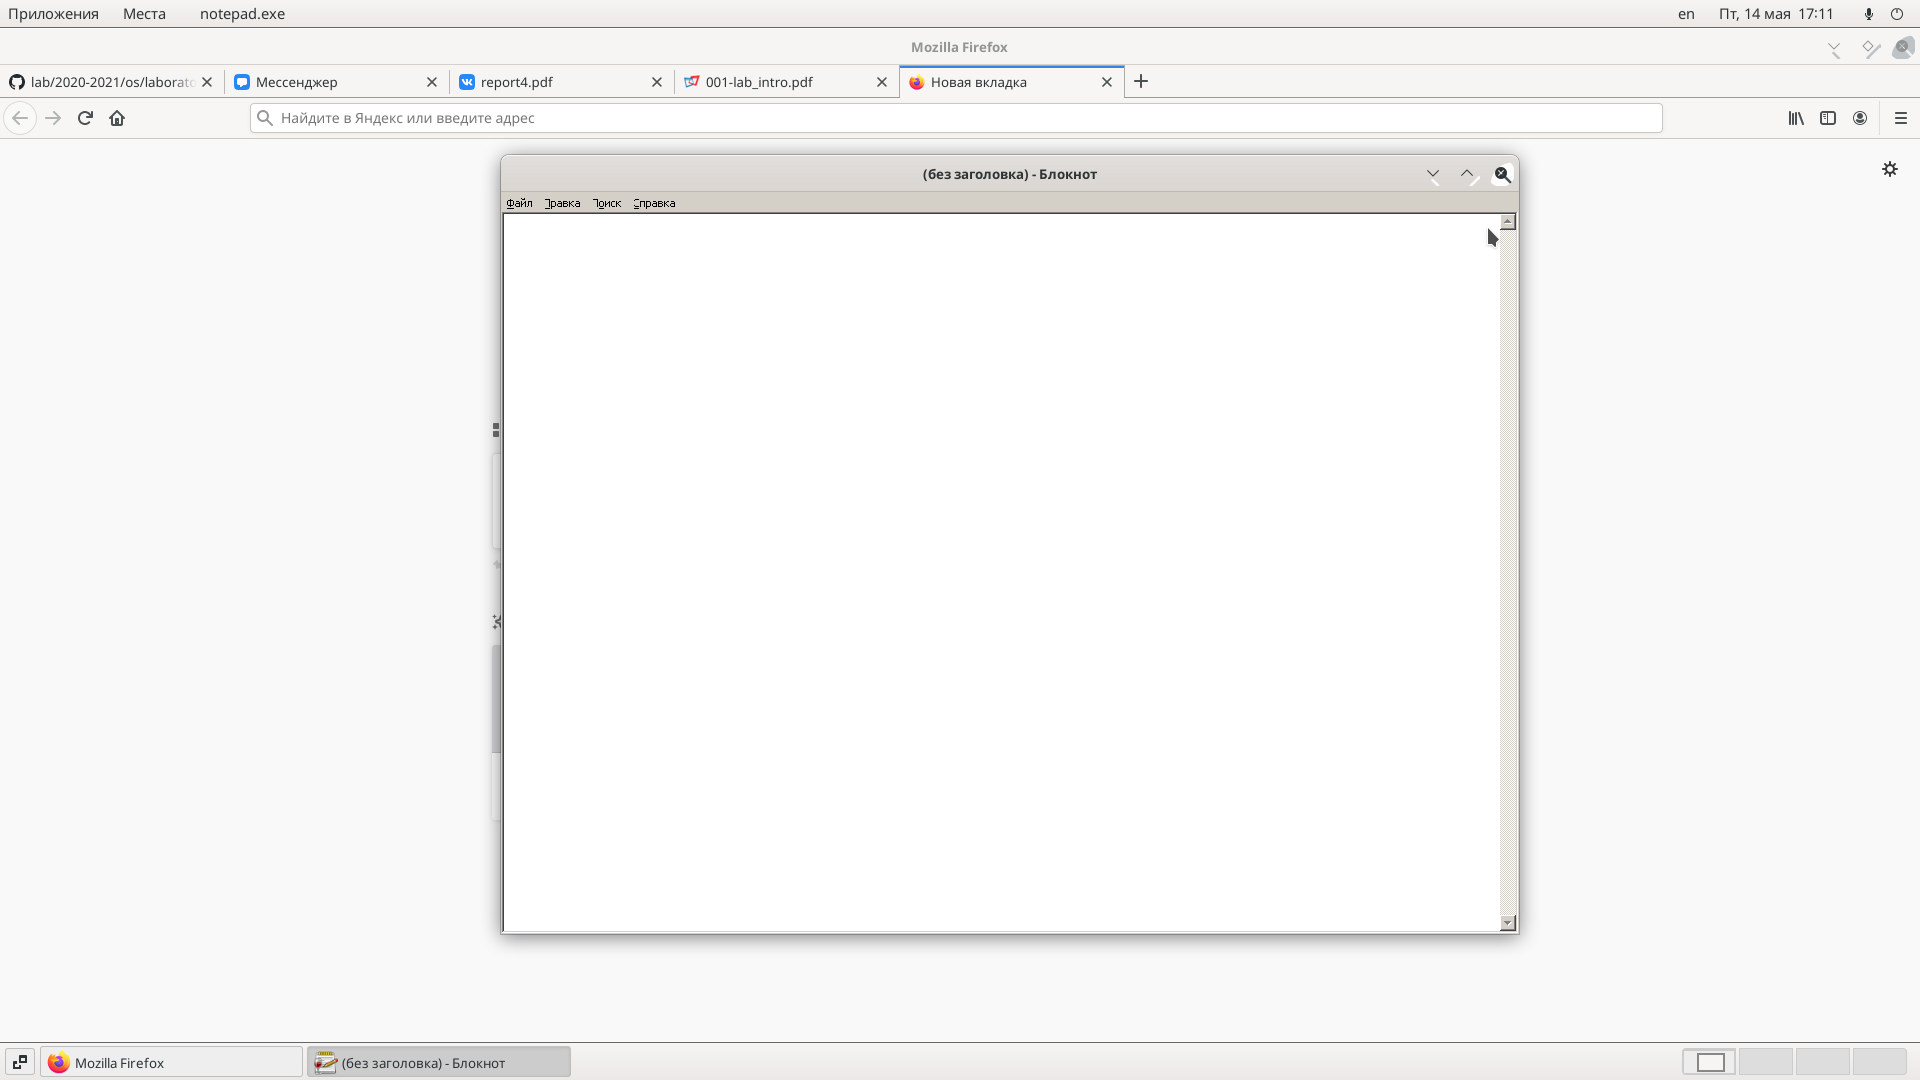 Приложения Места notepad.exe en Пт, 14 мая 17:11
Mozilla Firefox
lab/2020-2021/os/laborato Мессенджер report4.pdf 001-lab_intro.pdf Новая вкладка
Найдите в Яндекс или введите адрес
(без заголовка) - Блокнот
Файл Правка Поиск Справка
Mozilla Firefox (без заголовка) - Блокнот